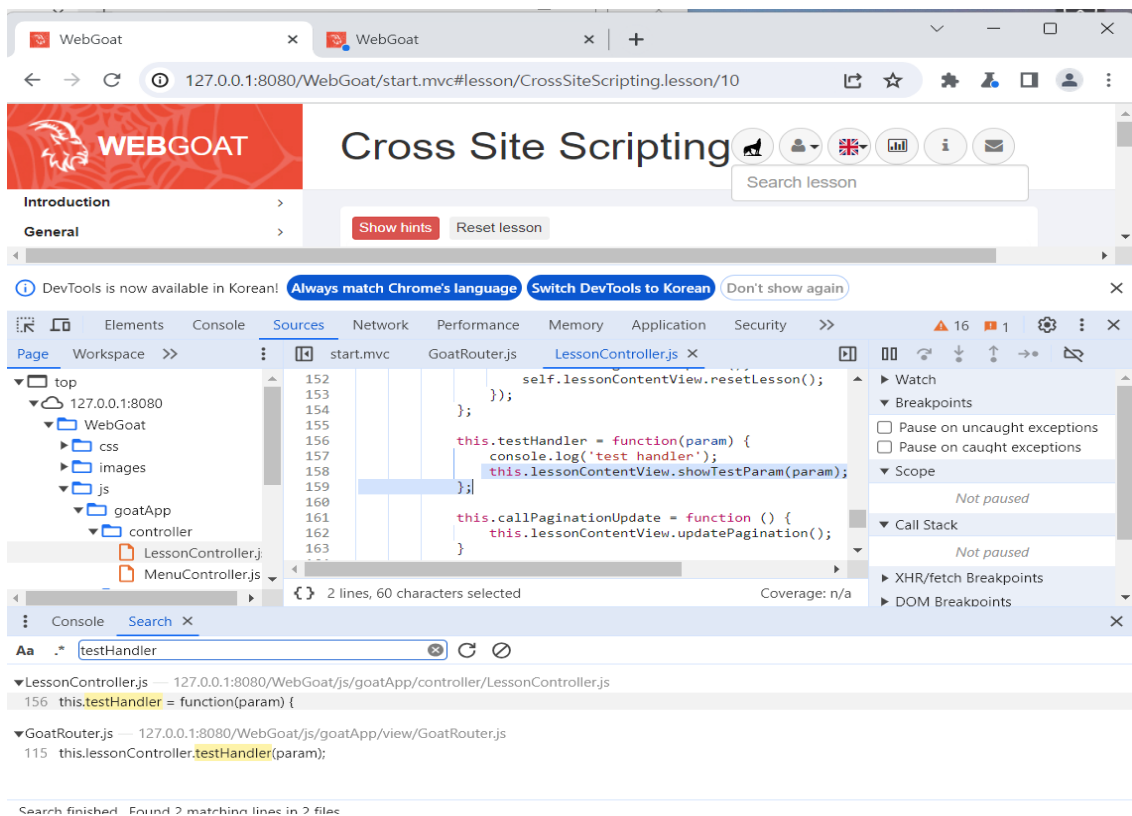 WebGoat
WebGoat
127.0.0.1:8080/WebGoat/start.mvc#lesson/CrossSiteScripting.lesson/10
WEBGOAT
Cross Site Scripting
Search lesson
Introduction
General
Show hints Reset lesson
DevTools is now available in Korean! Always match Chrome's language Switch DevTools to Korean Don't show again
Elements Console Sources Network Performance Memory Application Security 16 1
Page Workspace start.mvc GoatRouter.js LessonController.js
top
127.0.0.1:8080
WebGoat
css
images
js
goatApp
controller
LessonController.j
MenuController.js
152 self.lessonContentView.resetLesson();
153 });
154 };
155
156 this.testHandler = function(param) {
157 console.log('test handler');
158 this.lessonContentView.showTestParam(param);
159 };
160
161 this.callPaginationUpdate = function () {
162 this.lessonContentView.updatePagination();
163 }
{} 2 lines, 60 characters selected Coverage: n/a
Watch
Breakpoints
Pause on uncaught exceptions
Pause on caught exceptions
Scope
Not paused
Call Stack
Not paused
XHR/fetch Breakpoints
DOM Breakpoints
Console Search
Aa .* testHandler
LessonController.js — 127.0.0.1:8080/WebGoat/js/goatApp/controller/LessonController.js
156 this.testHandler = function(param) {
GoatRouter.js — 127.0.0.1:8080/WebGoat/js/goatApp/view/GoatRouter.js
115 this.lessonController.testHandler(param);
Search finished. Found 2 matching lines in 2 files.